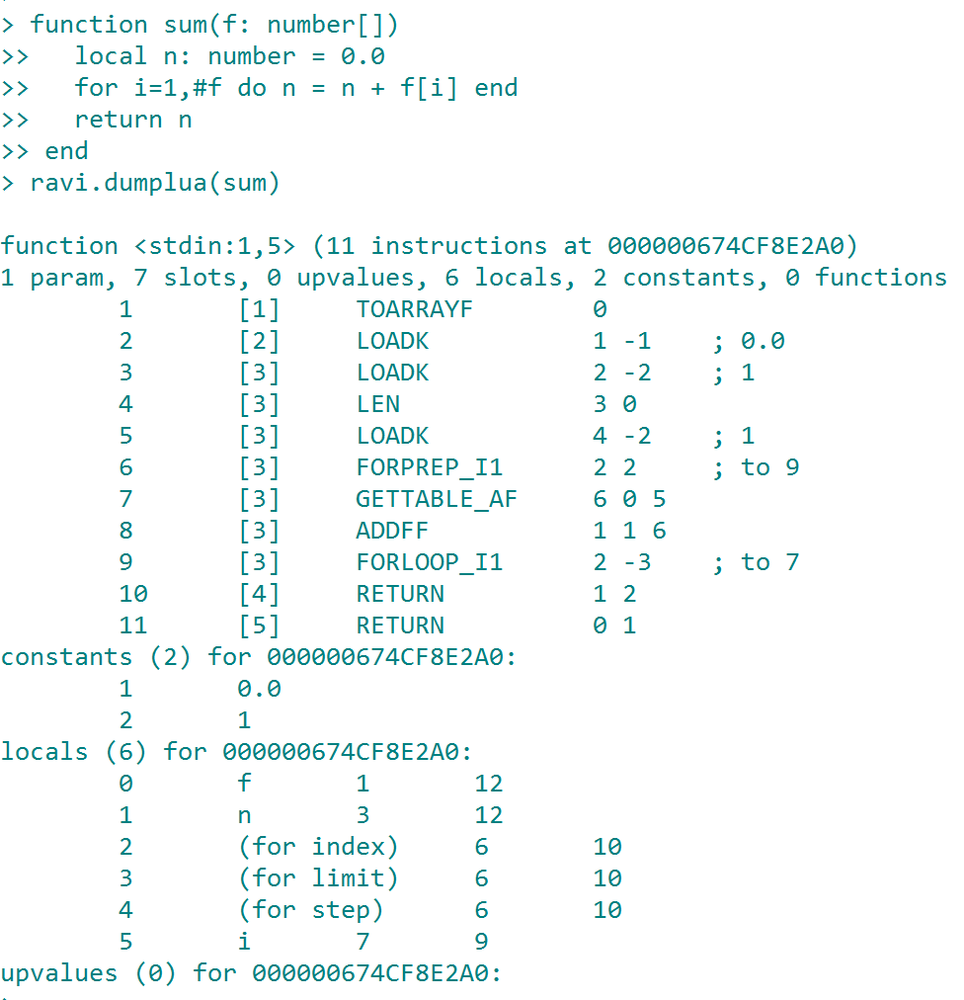 > function sum(f: number[])
>>   local n: number = 0.0
>>   for i=1,#f do n = n + f[i] end
>>   return n
>> end
> ravi.dumplua(sum)

function <stdin:1,5> (11 instructions at 000000674CF8E2A0)
1 param, 7 slots, 0 upvalues, 6 locals, 2 constants, 0 functions
        1       [1]     TOARRAYF        0
        2       [2]     LOADK           1 -1    ; 0.0
        3       [3]     LOADK           2 -2    ; 1
        4       [3]     LEN             3 0
        5       [3]     LOADK           4 -2    ; 1
        6       [3]     FORPREP_I1      2 2     ; to 9
        7       [3]     GETTABLE_AF     6 0 5
        8       [3]     ADDFF           1 1 6
        9       [3]     FORLOOP_I1      2 -3    ; to 7
        10      [4]     RETURN          1 2
        11      [5]     RETURN          0 1
constants (2) for 000000674CF8E2A0:
        1       0.0
        2       1
locals (6) for 000000674CF8E2A0:
        0       f       1       12
        1       n       3       12
        2       (for index)     6       10
        3       (for limit)     6       10
        4       (for step)      6       10
        5       i       7       9
upvalues (0) for 000000674CF8E2A0: